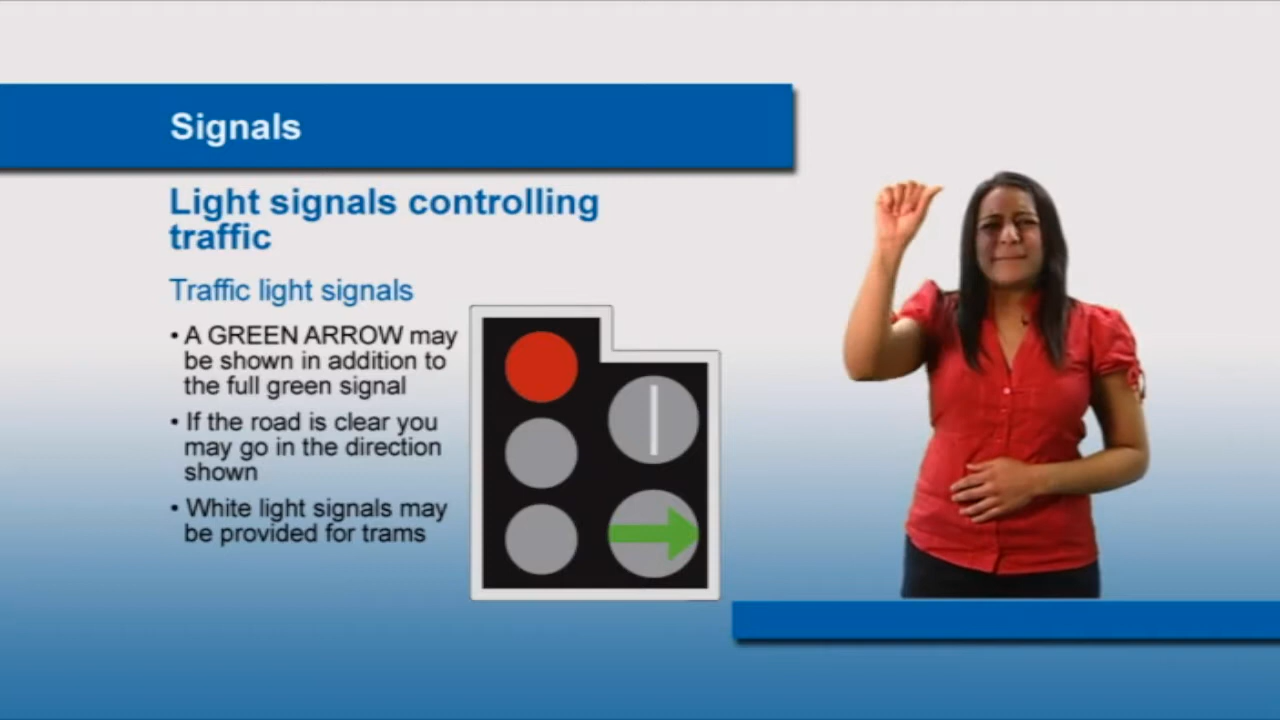 Signals
Light signals controlling
traffic
Traffic light signals
• A GREEN ARROW may
be shown in addition to
the full green signal
• If the road is clear you
may go in the direction
shown
• White light signals may
be provided for trams